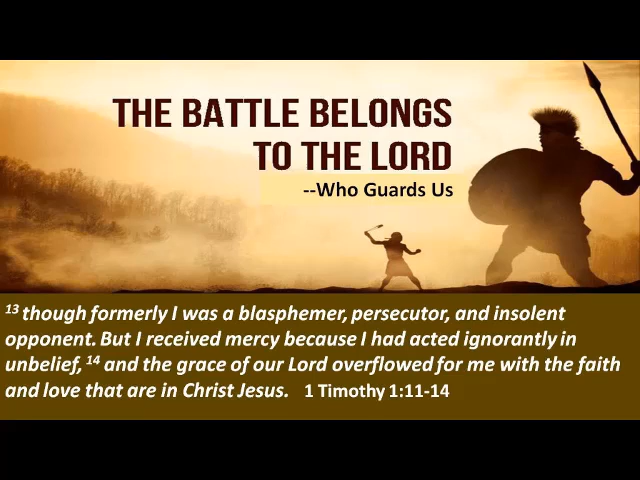 THE BATTLE BELONGS
TO THE LORD
--Who Guards Us
13 though formerly I was a blasphemer, persecutor, and insolent
opponent. But I received mercy because I had acted ignorantly in
unbelief, 14 and the grace of our Lord overflowed for me with the faith
and love that are in Christ Jesus. 1 Timothy 1:11-14